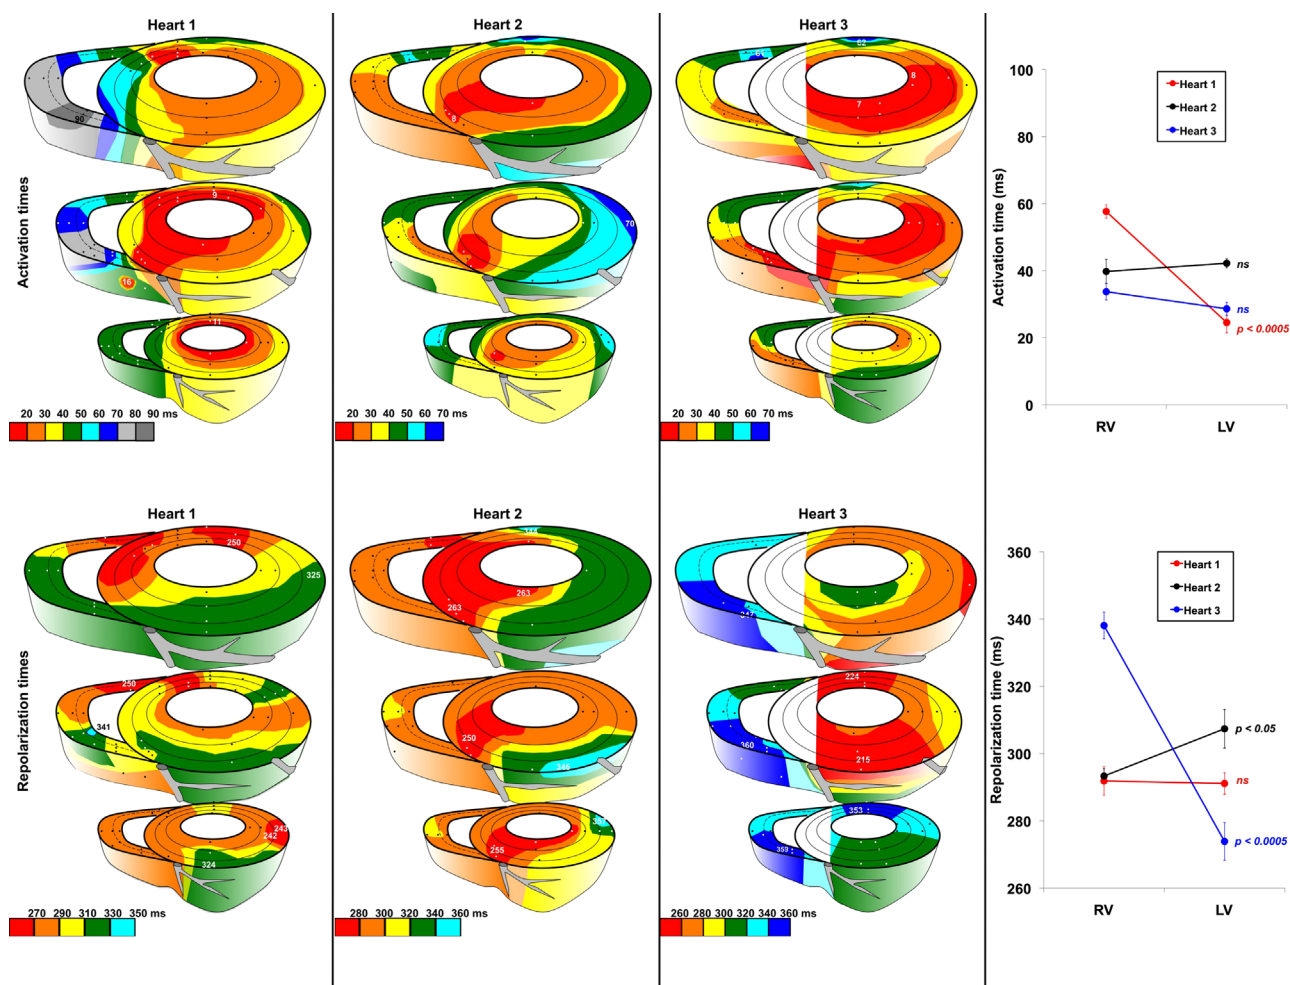 Heart 1
Heart 2
Heart 3
Activation times
90
9
16
11
20 30 40 50 60 70 80 90 ms
8
70
20 30 40 50 60 70 ms
61
62
8
7
20 30 40 50 60 70 ms
Activation time (ms)
100
80
60
40
20
0
Heart 1
Heart 2
Heart 3
ns
ns
p < 0.0005
RV
LV
Heart 1
Heart 2
Heart 3
Repolarization times
250
325
250
341
243
242
324
270 290 310 330 350 ms
263
263
250
346
255
280 300 320 340 360 ms
347
224
360
215
353
359
260 280 300 320 340 360 ms
Repolarization time (ms)
360
340
320
300
280
260
Heart 1
Heart 2
Heart 3
p < 0.05
ns
p < 0.0005
RV
LV